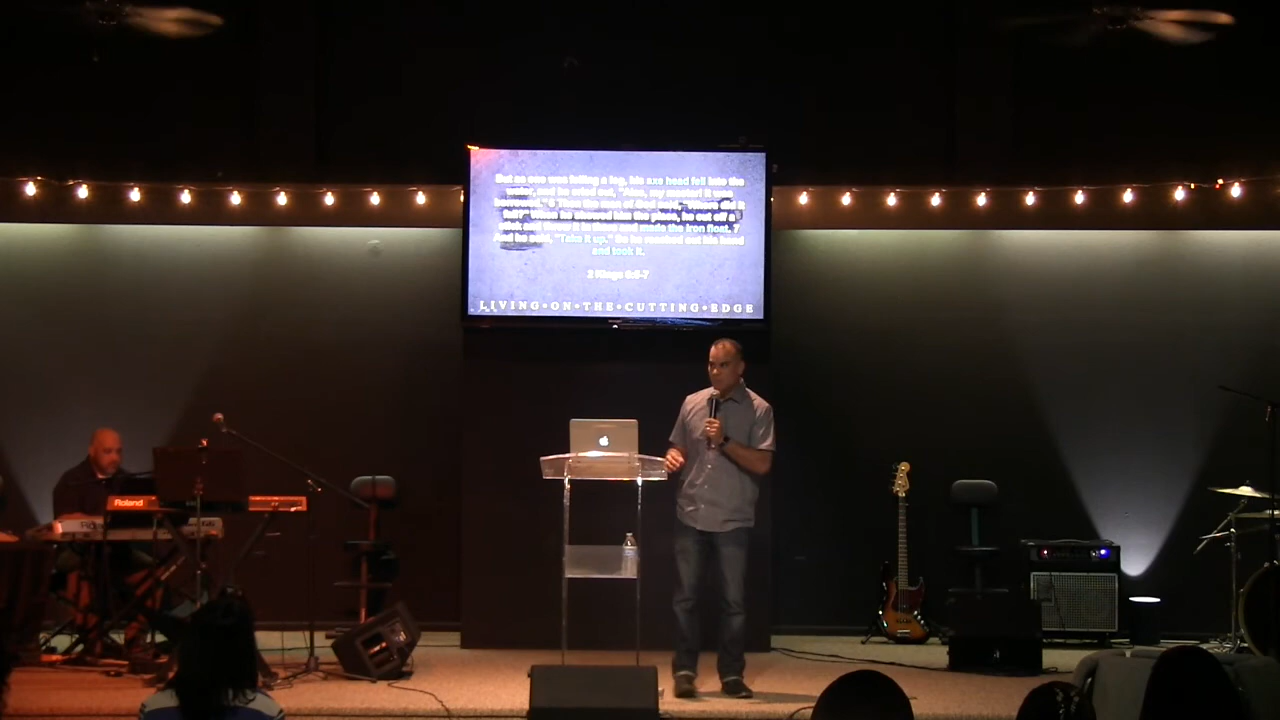 But as one was felling a log, his axe head fell into the
water, and he cried out, "Alas, my master! It was
borrowed." 6 Then the man of God said, "Where did it
fall?" When he showed him the place, he cut off a
stick and threw it in there and made the iron float. 7
And he said, "Take it up." So he reached out his hand
and took it.
2 Kings 6:5-7
LIVING•ON•THE•CUTTING•EDGE
Roland